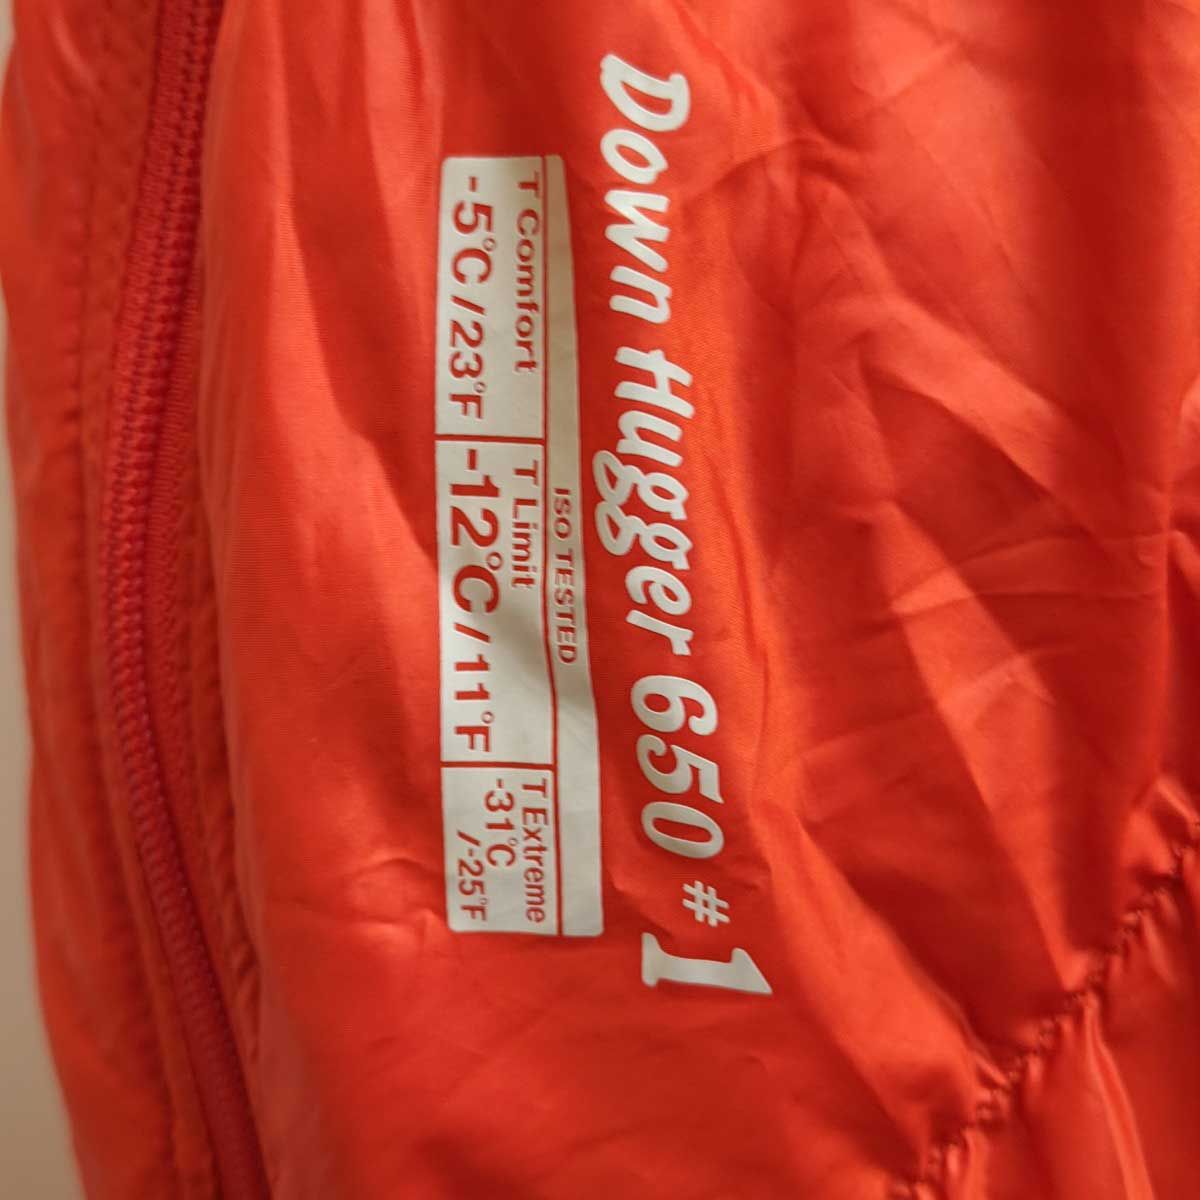 Down Hugger 650 #1
ISO TESTED
T Comfort
-5°C/23°F
T Limit
-12°C/11°F
T Extreme
-31°C
/-25°F